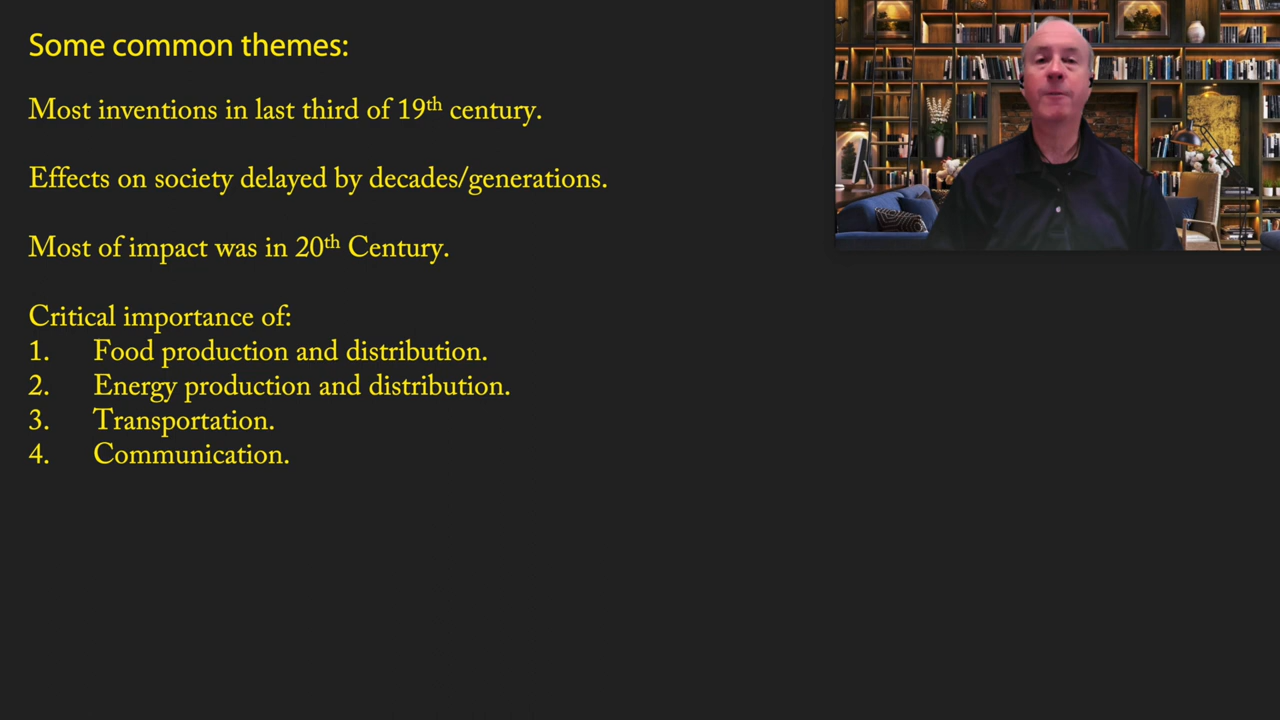 Some common themes:
Most inventions in last third of 19th century.
Effects on society delayed by decades/generations.
Most of impact was in 20th Century.
Critical importance of:
1. Food production and distribution.
2. Energy production and distribution.
3. Transportation.
4. Communication.